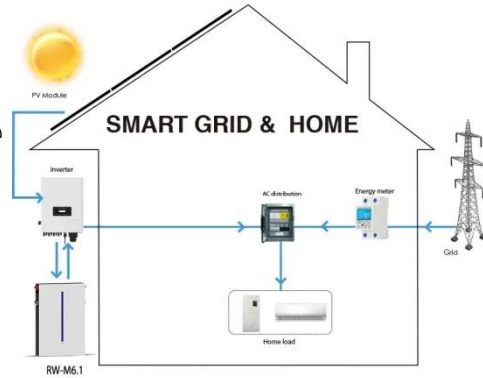 PV Module
SMART GRID & HOME
Inverter
AC distribution
Energy meter
Grid
Home load
RW-M6.1